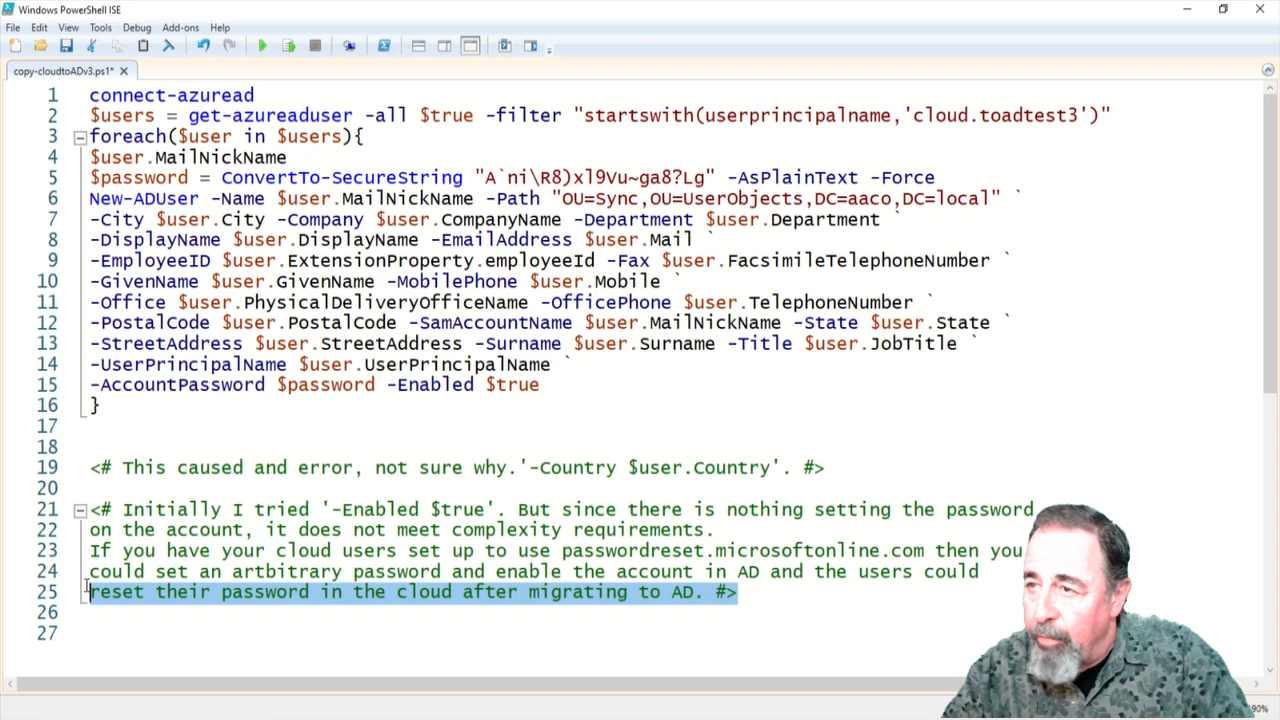 Windows PowerShell ISE
File Edit View Tools Debug Add-ons Help
copy-cloudtoADv3.ps1*
1 connect-azuread
2 $users = get-azureaduser -all $true -filter "startswith(userprincipalname,'cloud.toadtest3')"
3 foreach($user in $users){
4 $user.MailNickName
5 $password = ConvertTo-SecureString "A`ni\R8)xl9Vu~ga8?Lg" -AsPlainText -Force
6 New-ADUser -Name $user.MailNickName -Path "OU=Sync,OU=UserObjects,DC=aaco,DC=local" `
7 -City $user.City -Company $user.CompanyName -Department $user.Department `
8 -DisplayName $user.DisplayName -EmailAddress $user.Mail `
9 -EmployeeID $user.ExtensionProperty.employeeId -Fax $user.FacsimileTelephoneNumber `
10 -GivenName $user.GivenName -MobilePhone $user.Mobile `
11 -Office $user.PhysicalDeliveryOfficeName -OfficePhone $user.TelephoneNumber `
12 -PostalCode $user.PostalCode -SamAccountName $user.MailNickName -State $user.State `
13 -StreetAddress $user.StreetAddress -Surname $user.Surname -Title $user.JobTitle `
14 -UserPrincipalName $user.UserPrincipalName `
15 -AccountPassword $password -Enabled $true
16 }
17
18
19 <# This caused and error, not sure why.'-Country $user.Country'. #>
20
21 <# Initially I tried '-Enabled $true'. But since there is nothing setting the password
22 on the account, it does not meet complexity requirements.
23 If you have your cloud users set up to use passwordreset.microsoftonline.com then you
24 could set an artbitrary password and enable the account in AD and the users could
25 reset their password in the cloud after migrating to AD. #>
26
27